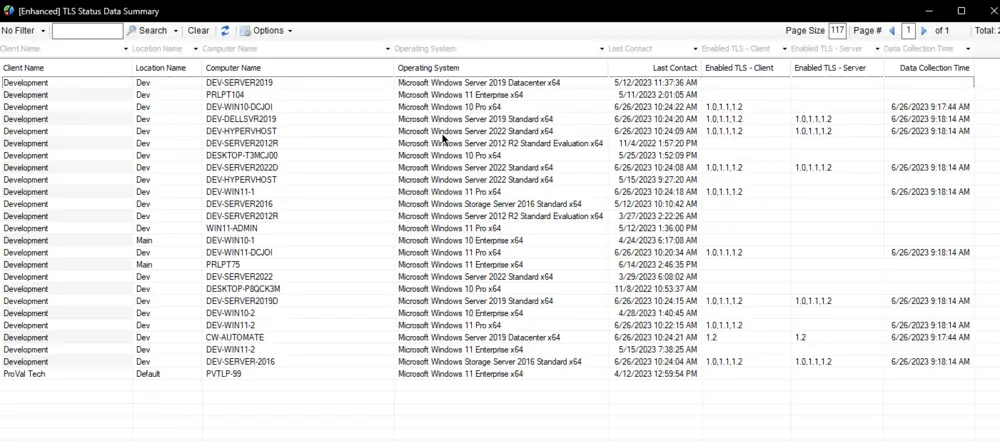 [Enhanced] TLS Status Data Summary
No Filter Search Clear Options Page Size 117 Page # 1 of 1 Total:
Client Name Location Name Computer Name Operating System Last Contact Enabled TLS - Client Enabled TLS - Server Data Collection Time
Client Name Location Name Computer Name Operating System Last Contact Enabled TLS - Client Enabled TLS - Server Data Collection Time
Development Dev DEV-SERVER2019 Microsoft Windows Server 2019 Datacenter x64 5/12/2023 11:37:36 AM
Development Dev PRLPT104 Microsoft Windows 11 Enterprise x64 5/11/2023 2:01:05 AM
Development Dev DEV-WIN10-DCJOI Microsoft Windows 10 Pro x64 6/26/2023 10:24:22 AM 1.0,1.1,1.2 6/26/2023 9:17:44 AM
Development Dev DEV-DELLSVR2019 Microsoft Windows Server 2019 Standard x64 6/26/2023 10:24:20 AM 1.0,1.1,1.2 1.0,1.1,1.2 6/26/2023 9:18:14 AM
Development Dev DEV-HYPERVHOST Microsoft Windows Server 2022 Standard x64 6/26/2023 10:24:09 AM 1.0,1.1,1.2 1.0,1.1,1.2 6/26/2023 9:18:14 AM
Development Dev DEV-SERVER2012R Microsoft Windows Server 2012 R2 Standard Evaluation x64 11/4/2022 1:57:20 PM
Development Dev DESKTOP-T3MCJ00 Microsoft Windows 10 Pro x64 5/25/2023 1:52:09 PM
Development Dev DEV-SERVER2022D Microsoft Windows Server 2022 Standard x64 6/26/2023 10:24:08 AM 1.0,1.1,1.2 1.0,1.1,1.2 6/26/2023 9:18:14 AM
Development Dev DEV-HYPERVHOST Microsoft Windows Server 2022 Standard x64 5/15/2023 9:27:20 AM
Development Dev DEV-WIN11-1 Microsoft Windows 11 Pro x64 6/26/2023 10:24:18 AM 1.0,1.1,1.2 6/26/2023 9:18:14 AM
Development Dev DEV-SERVER2016 Microsoft Windows Storage Server 2016 Standard x64 5/12/2023 10:10:42 AM
Development Dev DEV-SERVER2012R Microsoft Windows Server 2012 R2 Standard Evaluation x64 3/27/2023 2:22:26 AM
Development Dev WIN11-ADMIN Microsoft Windows 11 Pro x64 5/12/2023 1:36:00 PM
Development Main DEV-WIN10-1 Microsoft Windows 10 Enterprise x64 4/24/2023 6:17:08 AM
Development Dev DEV-WIN11-DCJOI Microsoft Windows 11 Pro x64 6/26/2023 10:20:34 AM 1.0,1.1,1.2 6/26/2023 9:18:14 AM
Development Main PRLPT75 Microsoft Windows 11 Enterprise x64 6/14/2023 2:46:35 PM
Development Dev DEV-SERVER2022 Microsoft Windows Server 2022 Standard x64 3/29/2023 6:08:02 AM
Development Dev DESKTOP-P8QCK3M Microsoft Windows 10 Pro x64 11/8/2022 10:53:37 AM
Development Dev DEV-SERVER2019D Microsoft Windows Server 2019 Standard x64 6/26/2023 10:24:15 AM 1.0,1.1,1.2 1.0,1.1,1.2 6/26/2023 9:18:14 AM
Development Dev DEV-WIN10-2 Microsoft Windows 10 Enterprise x64 4/28/2023 1:40:45 AM
Development Dev DEV-WIN11-2 Microsoft Windows 11 Pro x64 6/26/2023 10:22:15 AM 1.0,1.1,1.2 6/26/2023 9:18:14 AM
Development Dev CW-AUTOMATE Microsoft Windows Server 2019 Datacenter x64 6/26/2023 10:24:21 AM 1.2 1.2 6/26/2023 9:17:44 AM
Development Dev DEV-WIN11-2 Microsoft Windows 11 Enterprise x64 5/15/2023 7:38:25 AM
Development Dev DEV-SERVER-2016 Microsoft Windows Storage Server 2016 Standard x64 6/26/2023 10:24:04 AM 1.0,1.1,1.2 1.0,1.1,1.2 6/26/2023 9:18:14 AM
ProVal Tech Default PVTLP-99 Microsoft Windows 11 Enterprise x64 4/12/2023 12:59:54 PM